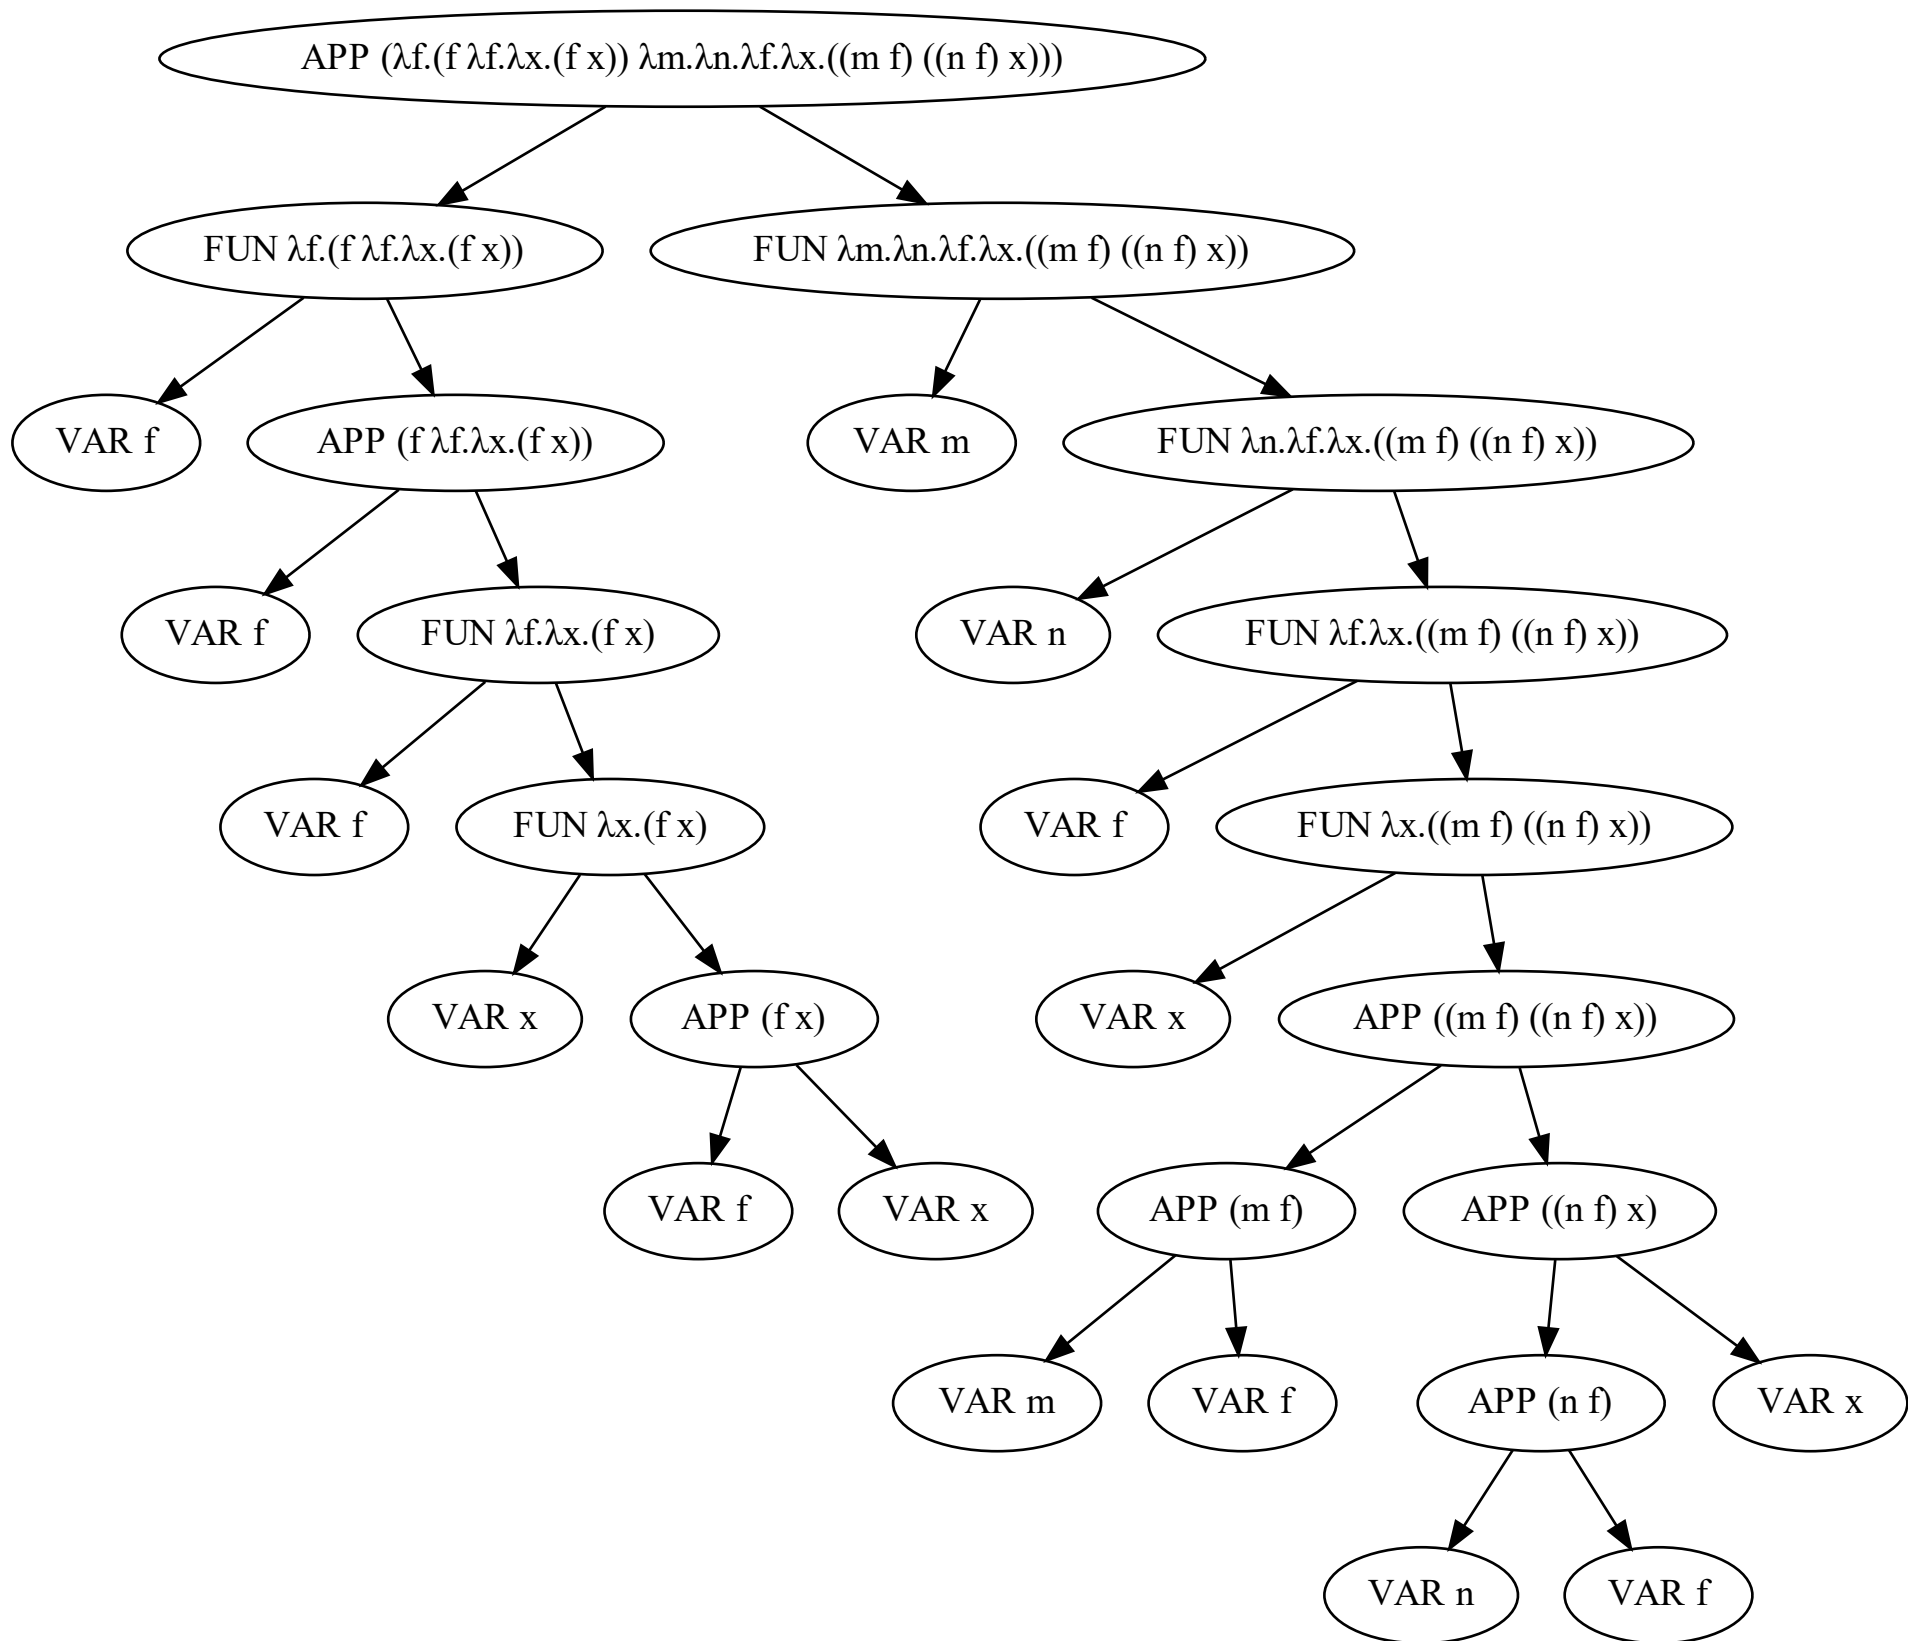 APP (λf.(f λf.λx.(f x)) λm.λn.λf.λx.((m f) ((n f) x)))
FUN λf.(f λf.λx.(f x))
FUN λm.λn.λf.λx.((m f) ((n f) x))
VAR f
APP (f λf.λx.(f x))
VAR m
FUN λn.λf.λx.((m f) ((n f) x))
VAR f
FUN λf.λx.(f x)
VAR n
FUN λf.λx.((m f) ((n f) x))
VAR f
FUN λx.(f x)
VAR f
FUN λx.((m f) ((n f) x))
VAR x
APP (f x)
VAR x
APP ((m f) ((n f) x))
VAR f
VAR x
APP (m f)
APP ((n f) x)
VAR m
VAR f
APP (n f)
VAR x
VAR n
VAR f